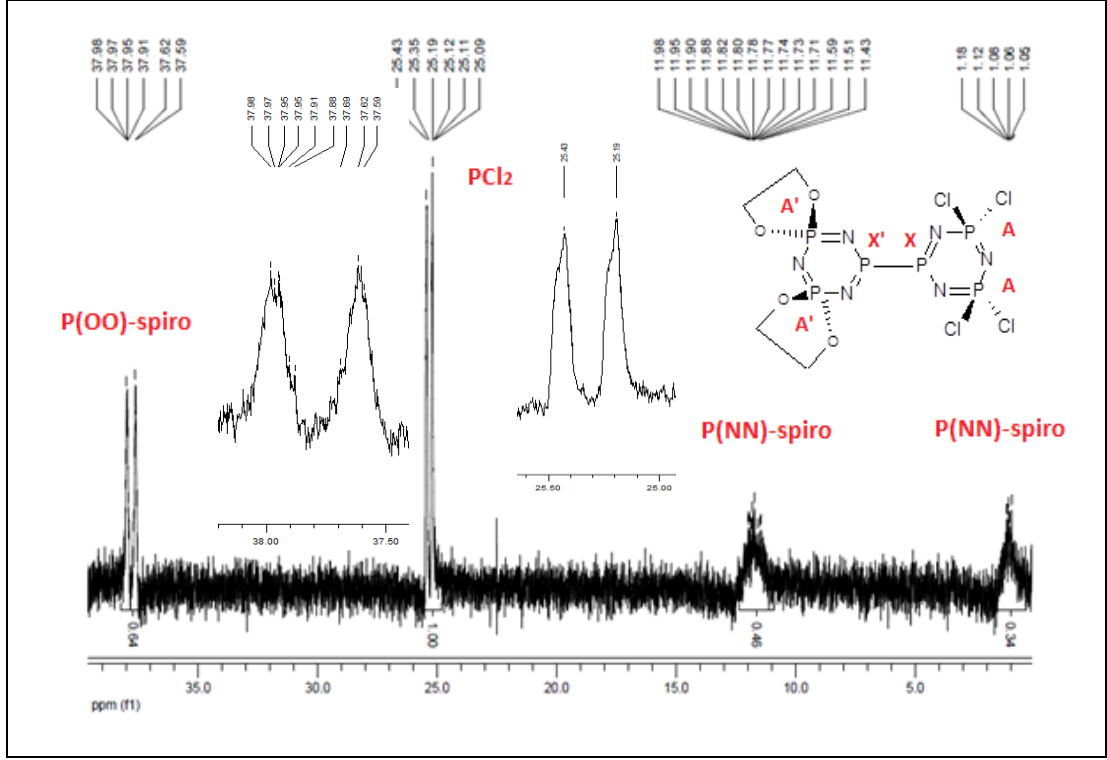 37.98 37.97 37.95 37.91 37.62 37.59
25.43 25.35 25.19 25.12 25.11 25.09
11.98 11.95 11.90 11.88 11.82 11.80 11.78 11.77 11.74 11.73 11.71 11.59 11.51 11.43
1.18 1.12 1.08 1.06 1.05
37.98 37.97 37.95 37.95 37.91 37.88 37.69 37.62 37.59
25.43 25.19
PCl2
P(OO)-spiro
O A' O
P N X' X N P A
N P P N
O P N N P A
A' O
Cl Cl
Cl Cl
P(NN)-spiro
P(NN)-spiro
38.00 37.50
25.50 25.00
0.64 1.00 0.46 0.34
35.0 30.0 25.0 20.0 15.0 10.0 5.0
ppm (f1)